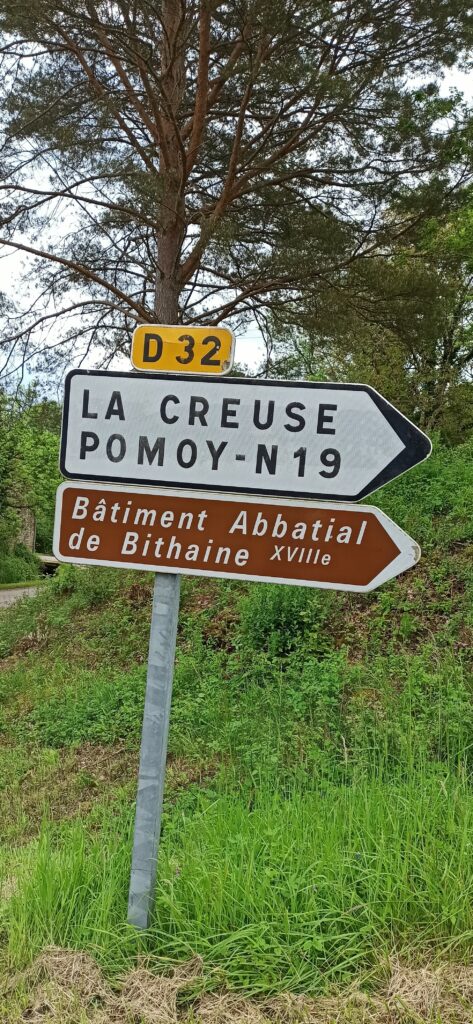 D 32
LA CREUSE
POMOY-N19
Bâtiment Abbatial
de Bithaine XVIIIe